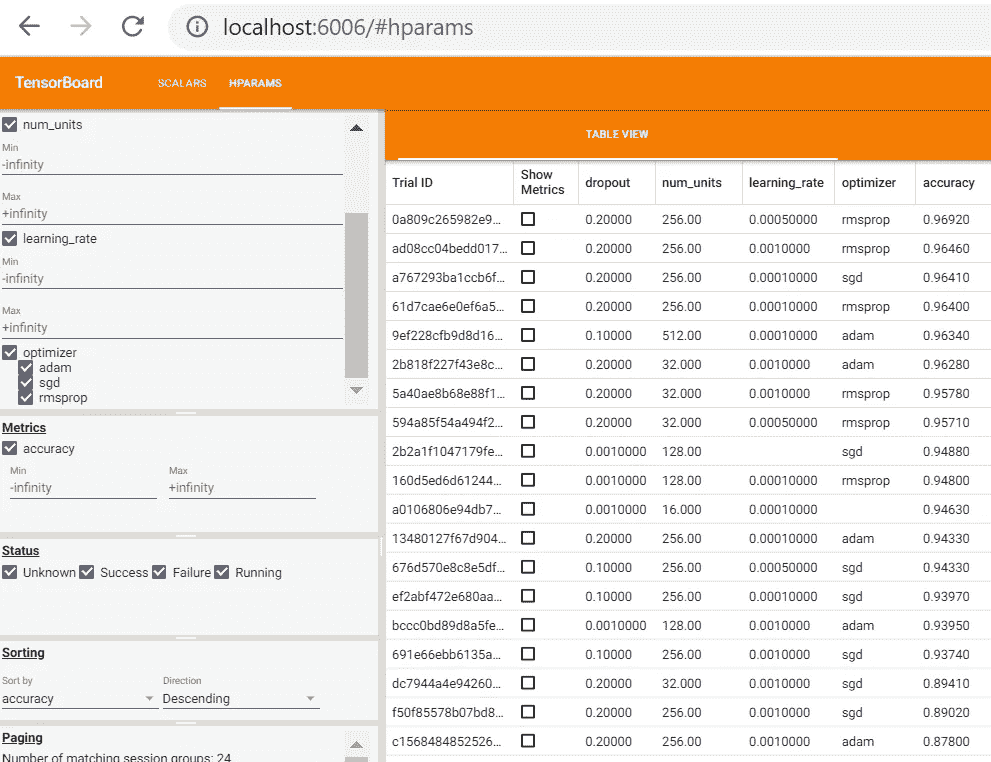 localhost:6006/#hparams
TensorBoard SCALARS HPARAMS
num_units
Min
-infinity
Max
+infinity
learning_rate
Min
-infinity
Max
+infinity
optimizer
adam
sgd
rmsprop
Metrics
accuracy
Min Max
-infinity +infinity
Status
Unknown Success Failure Running
Sorting
Sort by Direction
accuracy Descending
Paging
Number of matching session groups: 24
TABLE VIEW
Trial ID Show Metrics dropout num_units learning_rate optimizer accuracy
0a809c265982e9... 0.20000 256.00 0.00050000 rmsprop 0.96920
ad08cc04bedd017... 0.20000 256.00 0.0010000 rmsprop 0.96460
a767293ba1ccb6f... 0.20000 256.00 0.00010000 sgd 0.96410
61d7cae6e0ef6a5... 0.20000 256.00 0.00010000 rmsprop 0.96400
9ef228cfb9d8d16... 0.10000 512.00 0.00010000 adam 0.96340
2b818f227f43e8c... 0.20000 32.000 0.0010000 adam 0.96280
5a40ae8b68e88f1... 0.20000 32.000 0.0010000 rmsprop 0.95780
594a85f54a494f2... 0.20000 32.000 0.00050000 rmsprop 0.95710
2b2a1f1047179fe... 0.0010000 128.00 sgd 0.94880
160d5ed6d61244... 0.0010000 128.00 0.00010000 rmsprop 0.94800
a0106806e94db7... 0.0010000 16.000 0.00010000 0.94630
13480127f67d904... 0.20000 256.00 0.00010000 adam 0.94330
676d570e8c8e5df... 0.10000 256.00 0.00050000 sgd 0.94330
ef2abf472e680aa... 0.10000 256.00 0.00010000 sgd 0.93970
bccc0bd89d8a5fe... 0.0010000 128.00 0.0010000 adam 0.93950
691e66ebb6135a... 0.10000 256.00 0.0010000 sgd 0.93740
dc7944a4e94260... 0.20000 32.000 0.0010000 sgd 0.89410
f50f85578b07bd8... 0.20000 256.00 0.0010000 sgd 0.89020
c1568484852526... 0.20000 256.00 0.0010000 adam 0.87800